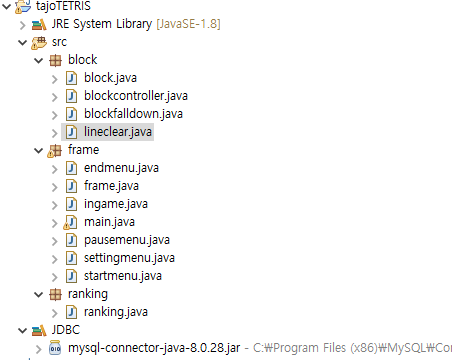 tajoTETRIS
JRE System Library [JavaSE-1.8]
src
block
block.java
blockcontroller.java
blockfalldown.java
lineclear.java
frame
endmenu.java
frame.java
ingame.java
main.java
pausemenu.java
settingmenu.java
startmenu.java
ranking
ranking.java
JDBC
mysql-connector-java-8.0.28.jar - C:₩Program Files (x86)₩MySQL₩Con